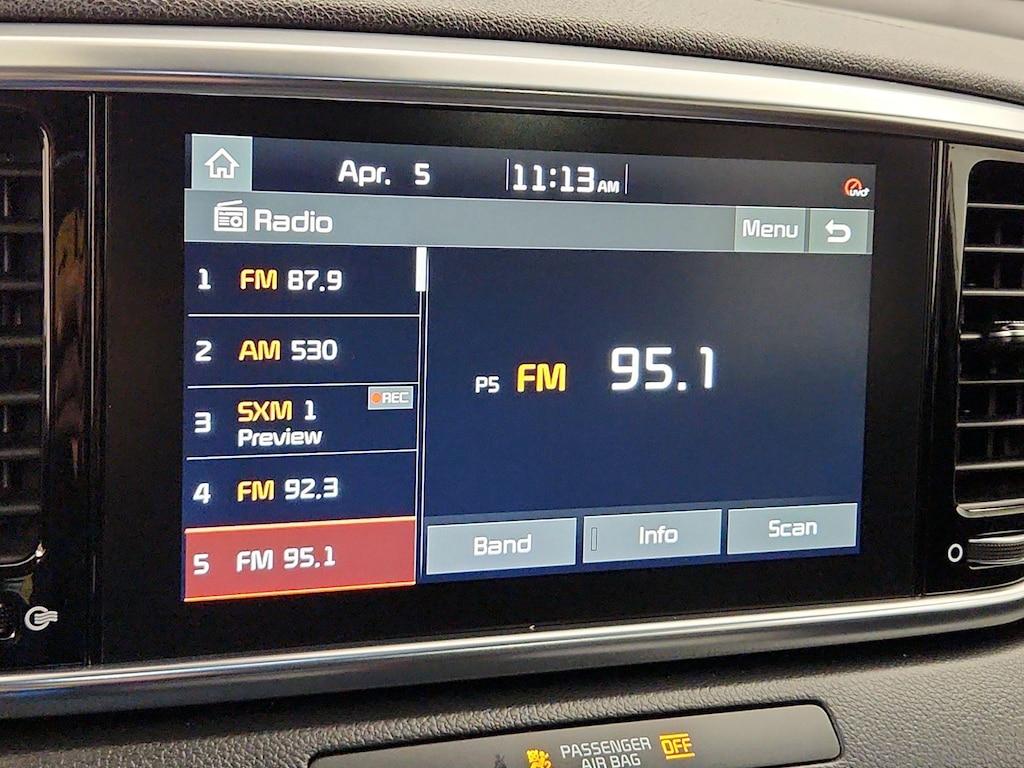 Apr. 5 11:13 AM UVO+
Radio Menu
1 FM 87.9
2 AM 530
3 SXM 1 REC
Preview
4 FM 92.3
5 FM 95.1
P5 FM 95.1
Band Info Scan
PASSENGER OFF
AIR BAG